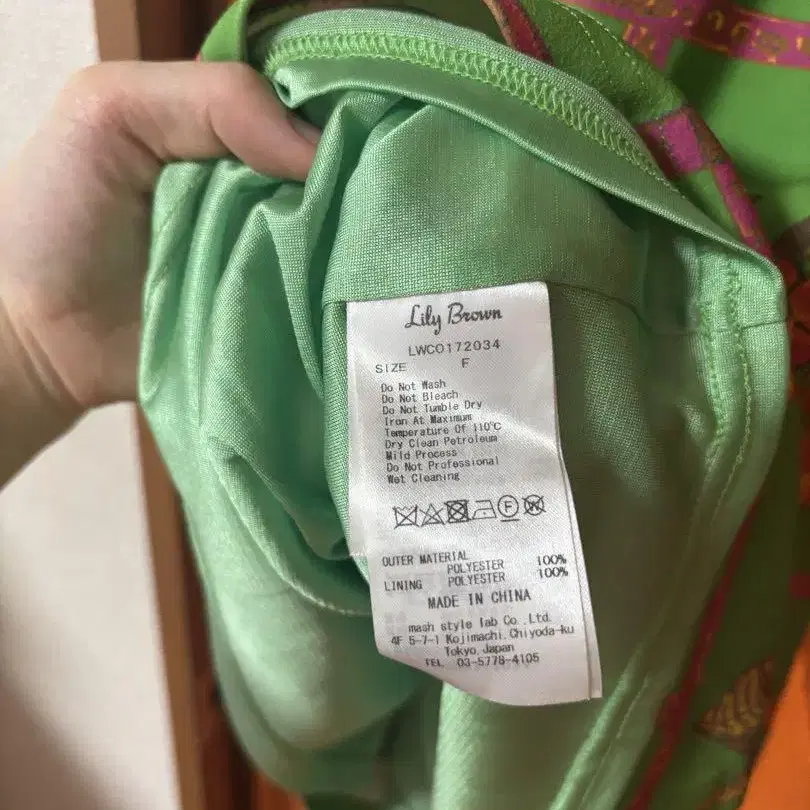 Lily Brown
LWCO172034
SIZE F
Do Not Wash
Do Not Bleach
Do Not Tumble Dry
Iron At Maximum
Temperature Of 110℃
Dry Clean Petroleum
Mild Process
Do Not Professional
Wet Cleaning
OUTER MATERIAL
POLYESTER 100%
LINING POLYESTER 100%
MADE IN CHINA
mash style lab Co.,Ltd.
4F 5-7-1 Kojimachi,Chiyoda-ku
Tokyo,Japan
TEL 03-5778-4105